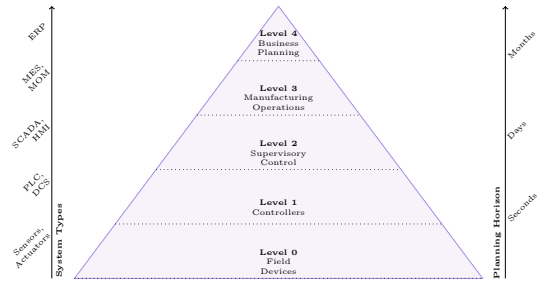 ERP
MES,
MOM
SCADA,
HMI
PLC,
DCS
Sensors,
Actuators
System Types
Level 4
Business
Planning
Level 3
Manufacturing
Operations
Level 2
Supervisory
Control
Level 1
Controllers
Level 0
Field
Devices
Months
Days
Seconds
Planning Horizon